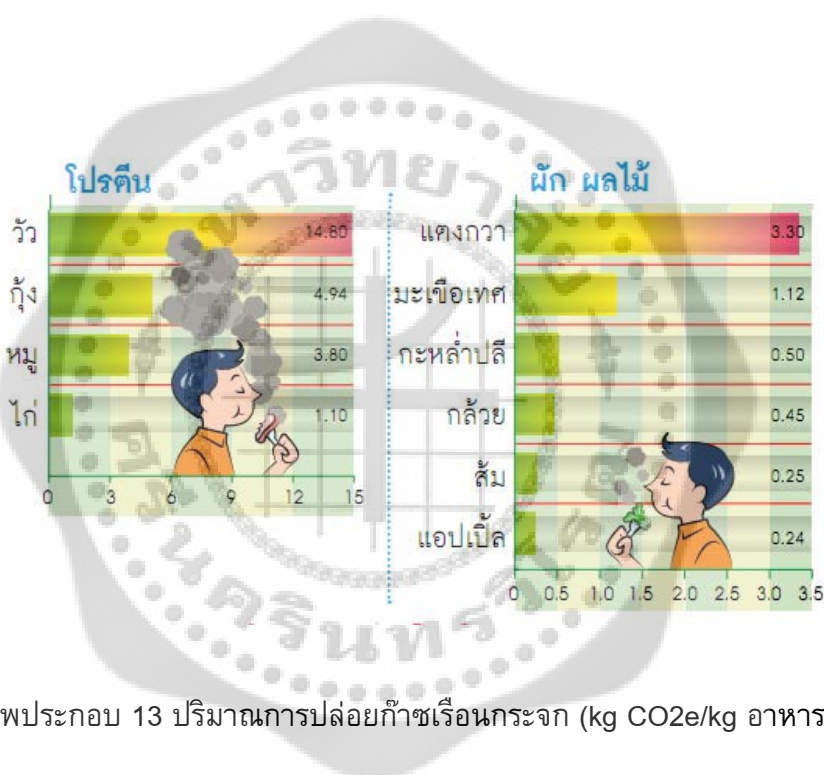 โปรตีน
วัว 14.80
กุ้ง 4.94
หมู 3.80
ไก่ 1.10
0 3 6 9 12 15
ผัก ผลไม้
แตงกวา 3.30
มะเขือเทศ 1.12
กะหล่ำปลี 0.50
กล้วย 0.45
ส้ม 0.25
แอปเปิ้ล 0.24
0 0.5 1.0 1.5 2.0 2.5 3.0 3.5
พประกอบ 13 ปริมาณการปล่อยก๊าซเรือนกระจก (kg CO2e/kg อาหาร